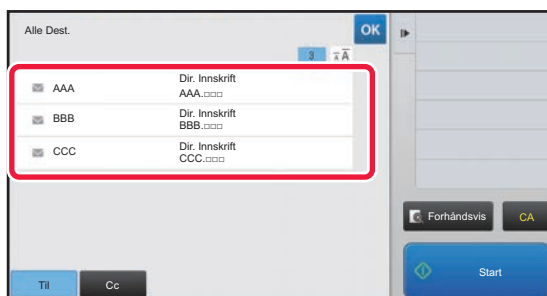 Alle Dest.
OK
3
A A
AAA
Dir. Innskrift
AAA.□□□
BBB
Dir. Innskrift
BBB.□□□
CCC
Dir. Innskrift
CCC.□□□
Forhåndsvis
CA
Start
Til
Cc